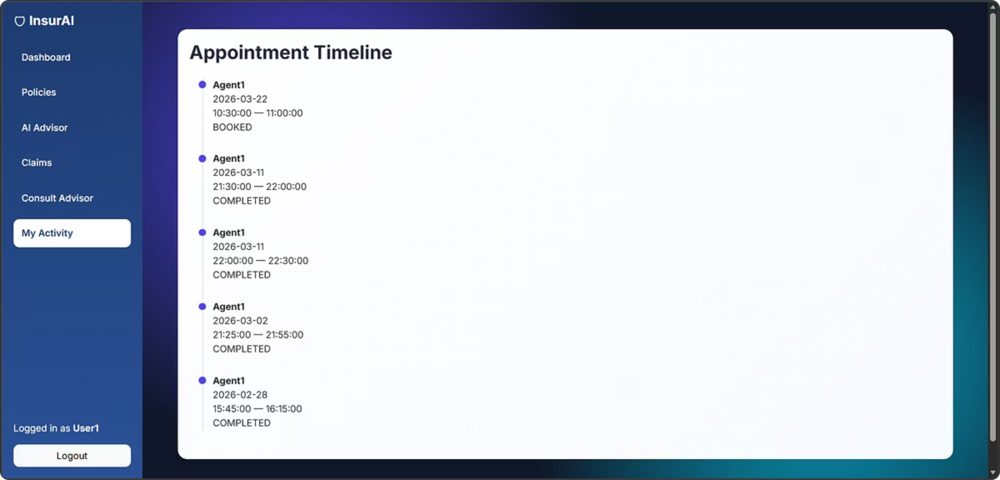 InsurAI
Dashboard
Policies
AI Advisor
Claims
Consult Advisor
My Activity
Logged in as User1
Logout
Appointment Timeline
Agent1
2026-03-22
10:30:00 — 11:00:00
BOOKED
Agent1
2026-03-11
21:30:00 — 22:00:00
COMPLETED
Agent1
2026-03-11
22:00:00 — 22:30:00
COMPLETED
Agent1
2026-03-02
21:25:00 — 21:55:00
COMPLETED
Agent1
2026-02-28
15:45:00 — 16:15:00
COMPLETED